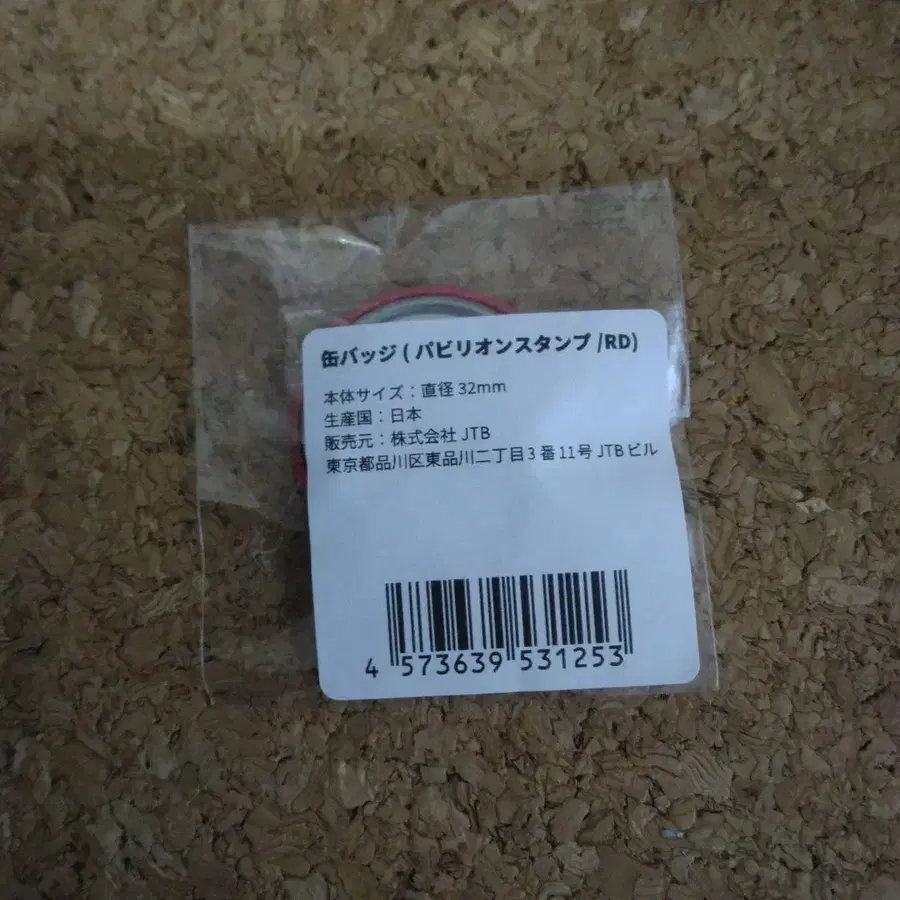 缶バッジ ( パビリオンスタンプ /RD)
本体サイズ：直径 32mm
生産国：日本
販売元：株式会社 JTB
東京都品川区東品川二丁目3 番 11号 JTB ビル
4 573639 531253